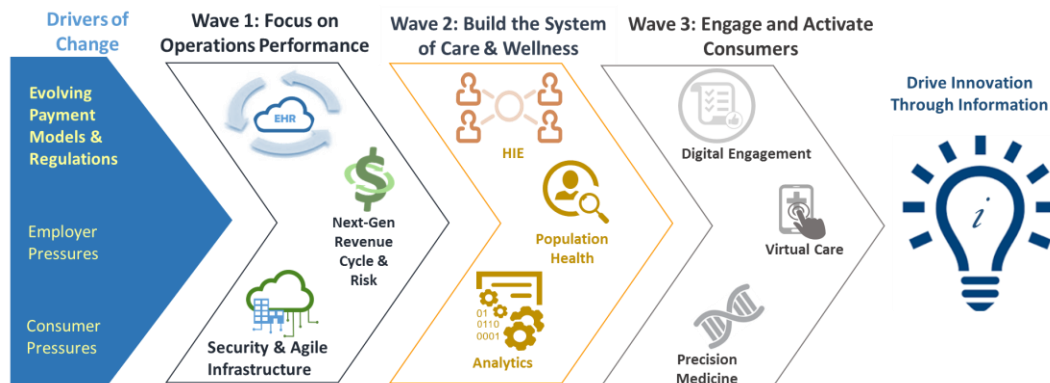 Drivers of
Change
Evolving
Payment
Models &
Regulations
Employer
Pressures
Consumer
Pressures
Wave 1: Focus on
Operations Performance
EHR
Next-Gen
Revenue
Cycle &
Risk
Security & Agile
Infrastructure
Wave 2: Build the System
of Care & Wellness
HIE
Population
Health
01
0110
0001
Analytics
Wave 3: Engage and Activate
Consumers
Digital Engagement
Virtual Care
Precision
Medicine
Drive Innovation
Through Information
i